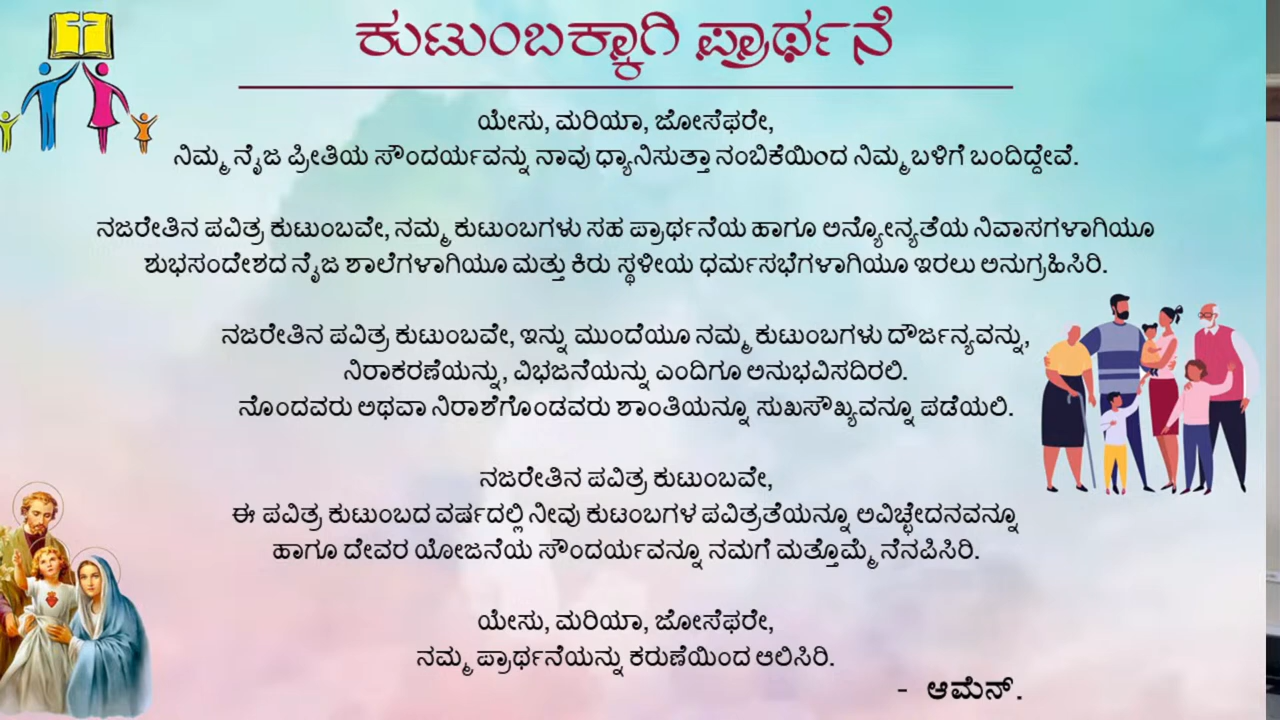 ಕುಟುಂಬಕ್ಕಾಗಿ ಪ್ರಾರ್ಥನೆ
ಯೇಸು, ಮರಿಯಾ, ಜೋಸೆಫರೇ,
ನಿಮ್ಮ ನೈಜ ಪ್ರೀತಿಯ ಸೌಂದರ್ಯವನ್ನು ನಾವು ಧ್ಯಾನಿಸುತ್ತಾ ನಂಬಿಕೆಯಿಂದ ನಿಮ್ಮ ಬಳಿಗೆ ಬಂದಿದ್ದೇವೆ.
ನಜರೇತಿನ ಪವಿತ್ರ ಕುಟುಂಬವೇ, ನಮ್ಮ ಕುಟುಂಬಗಳು ಸಹ ಪ್ರಾರ್ಥನೆಯ ಹಾಗೂ ಅನ್ಯೋನ್ಯತೆಯ ನಿವಾಸಗಳಾಗಿಯೂ
ಶುಭಸಂದೇಶದ ನೈಜ ಶಾಲೆಗಳಾಗಿಯೂ ಮತ್ತು ಕಿರು ಸ್ಥಳೀಯ ಧರ್ಮಸಭೆಗಳಾಗಿಯೂ ಇರಲು ಅನುಗ್ರಹಿಸಿರಿ.
ನಜರೇತಿನ ಪವಿತ್ರ ಕುಟುಂಬವೇ, ಇನ್ನು ಮುಂದೆಯೂ ನಮ್ಮ ಕುಟುಂಬಗಳು ದೌರ್ಜನ್ಯವನ್ನು,
ನಿರಾಕರಣೆಯನ್ನು, ವಿಭಜನೆಯನ್ನು ಎಂದಿಗೂ ಅನುಭವಿಸದಿರಲಿ.
ನೊಂದವರು ಅಥವಾ ನಿರಾಶೆಗೊಂಡವರು ಶಾಂತಿಯನ್ನೂ ಸುಖಸೌಖ್ಯವನ್ನೂ ಪಡೆಯಲಿ.
ನಜರೇತಿನ ಪವಿತ್ರ ಕುಟುಂಬವೇ,
ಈ ಪವಿತ್ರ ಕುಟುಂಬದ ವರ್ಷದಲ್ಲಿ ನೀವು ಕುಟಂಬಗಳ ಪವಿತ್ರತೆಯನ್ನೂ ಅವಿಚ್ಛೇದನವನ್ನೂ
ಹಾಗೂ ದೇವರ ಯೋಜನೆಯ ಸೌಂದರ್ಯವನ್ನೂ ನಮಗೆ ಮತ್ತೊಮ್ಮೆ ನೆನಪಿಸಿರಿ.
ಯೇಸು, ಮರಿಯಾ, ಜೋಸೆಫರೇ,
ನಮ್ಮ ಪ್ರಾರ್ಥನೆಯನ್ನು ಕರುಣೆಯಿಂದ ಆಲಿಸಿರಿ.
- ಆಮೆನ್.